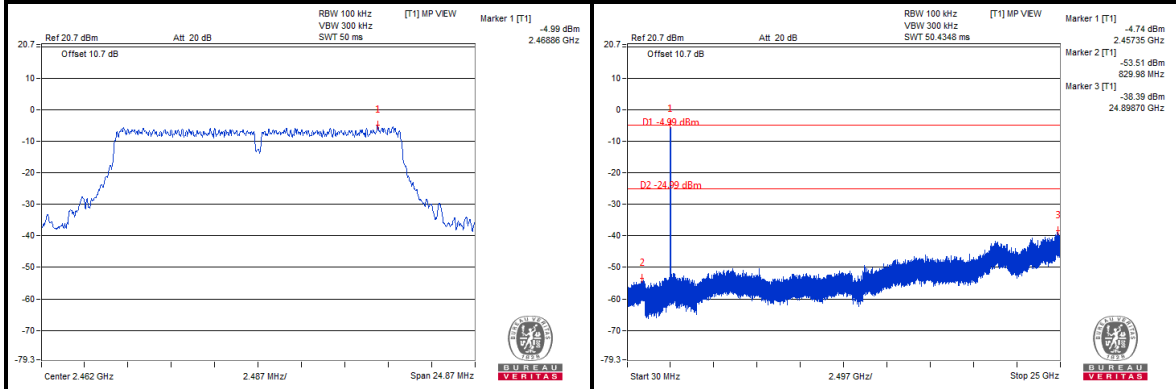 RBW 100 kHz
[T1] MP VIEW
VBW 300 kHz
Ref 20.7 dBm
Att 20 dB
SWT 50 ms
Marker 1 [T1]
-4.99 dBm
2.46886 GHz
20.7
Offset 10.7 dB
10
0
-10
-20
-30
-40
-50
-60
-70
-79.3
1
Center 2.462 GHz
2.487 MHz/
Span 24.87 MHz
BUREAU VERITAS
1828
BUREAU
VERITAS
RBW 100 kHz
[T1] MP VIEW
VBW 300 kHz
Ref 20.7 dBm
Att 20 dB
SWT 50.4348 ms
Marker 1 [T1]
-4.74 dBm
2.45735 GHz
Marker 2 [T1]
-53.51 dBm
829.98 MHz
Marker 3 [T1]
-38.39 dBm
24.89870 GHz
20.7
Offset 10.7 dB
10
0
-10
-20
-30
-40
-50
-60
-70
-79.3
1
D1 -4.99 dBm
D2 -24.99 dBm
2
3
Start 30 MHz
2.497 GHz/
Stop 25 GHz
BUREAU VERITAS
1828
BUREAU
VERITAS